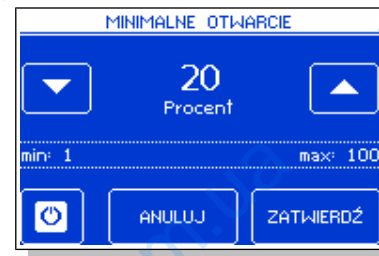 MINIMALNE OTWARCIE
20
Procent
min: 1 max: 100
ANULUJ ZATWIERDŹ